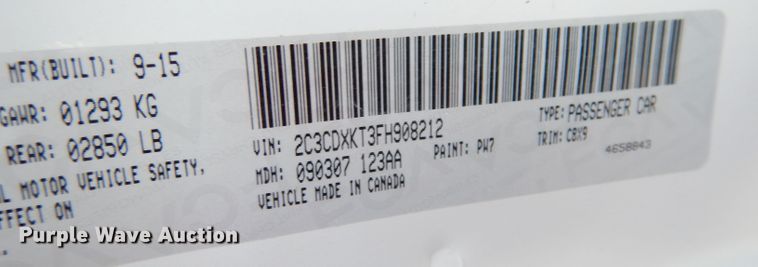 MFR(BUILT): 9-15
GAWR: 01293 KG
REAR: 02850 LB
L MOTOR VEHICLE SAFETY,
FFECT ON
VIN: 2C3CDXKT3FH908212
TYPE: PASSENGER CAR
MDH: 090307 123AA
PAINT: PW7
TRIM: C8X9
VEHICLE MADE IN CANADA
4658843
Purple Wave Auction